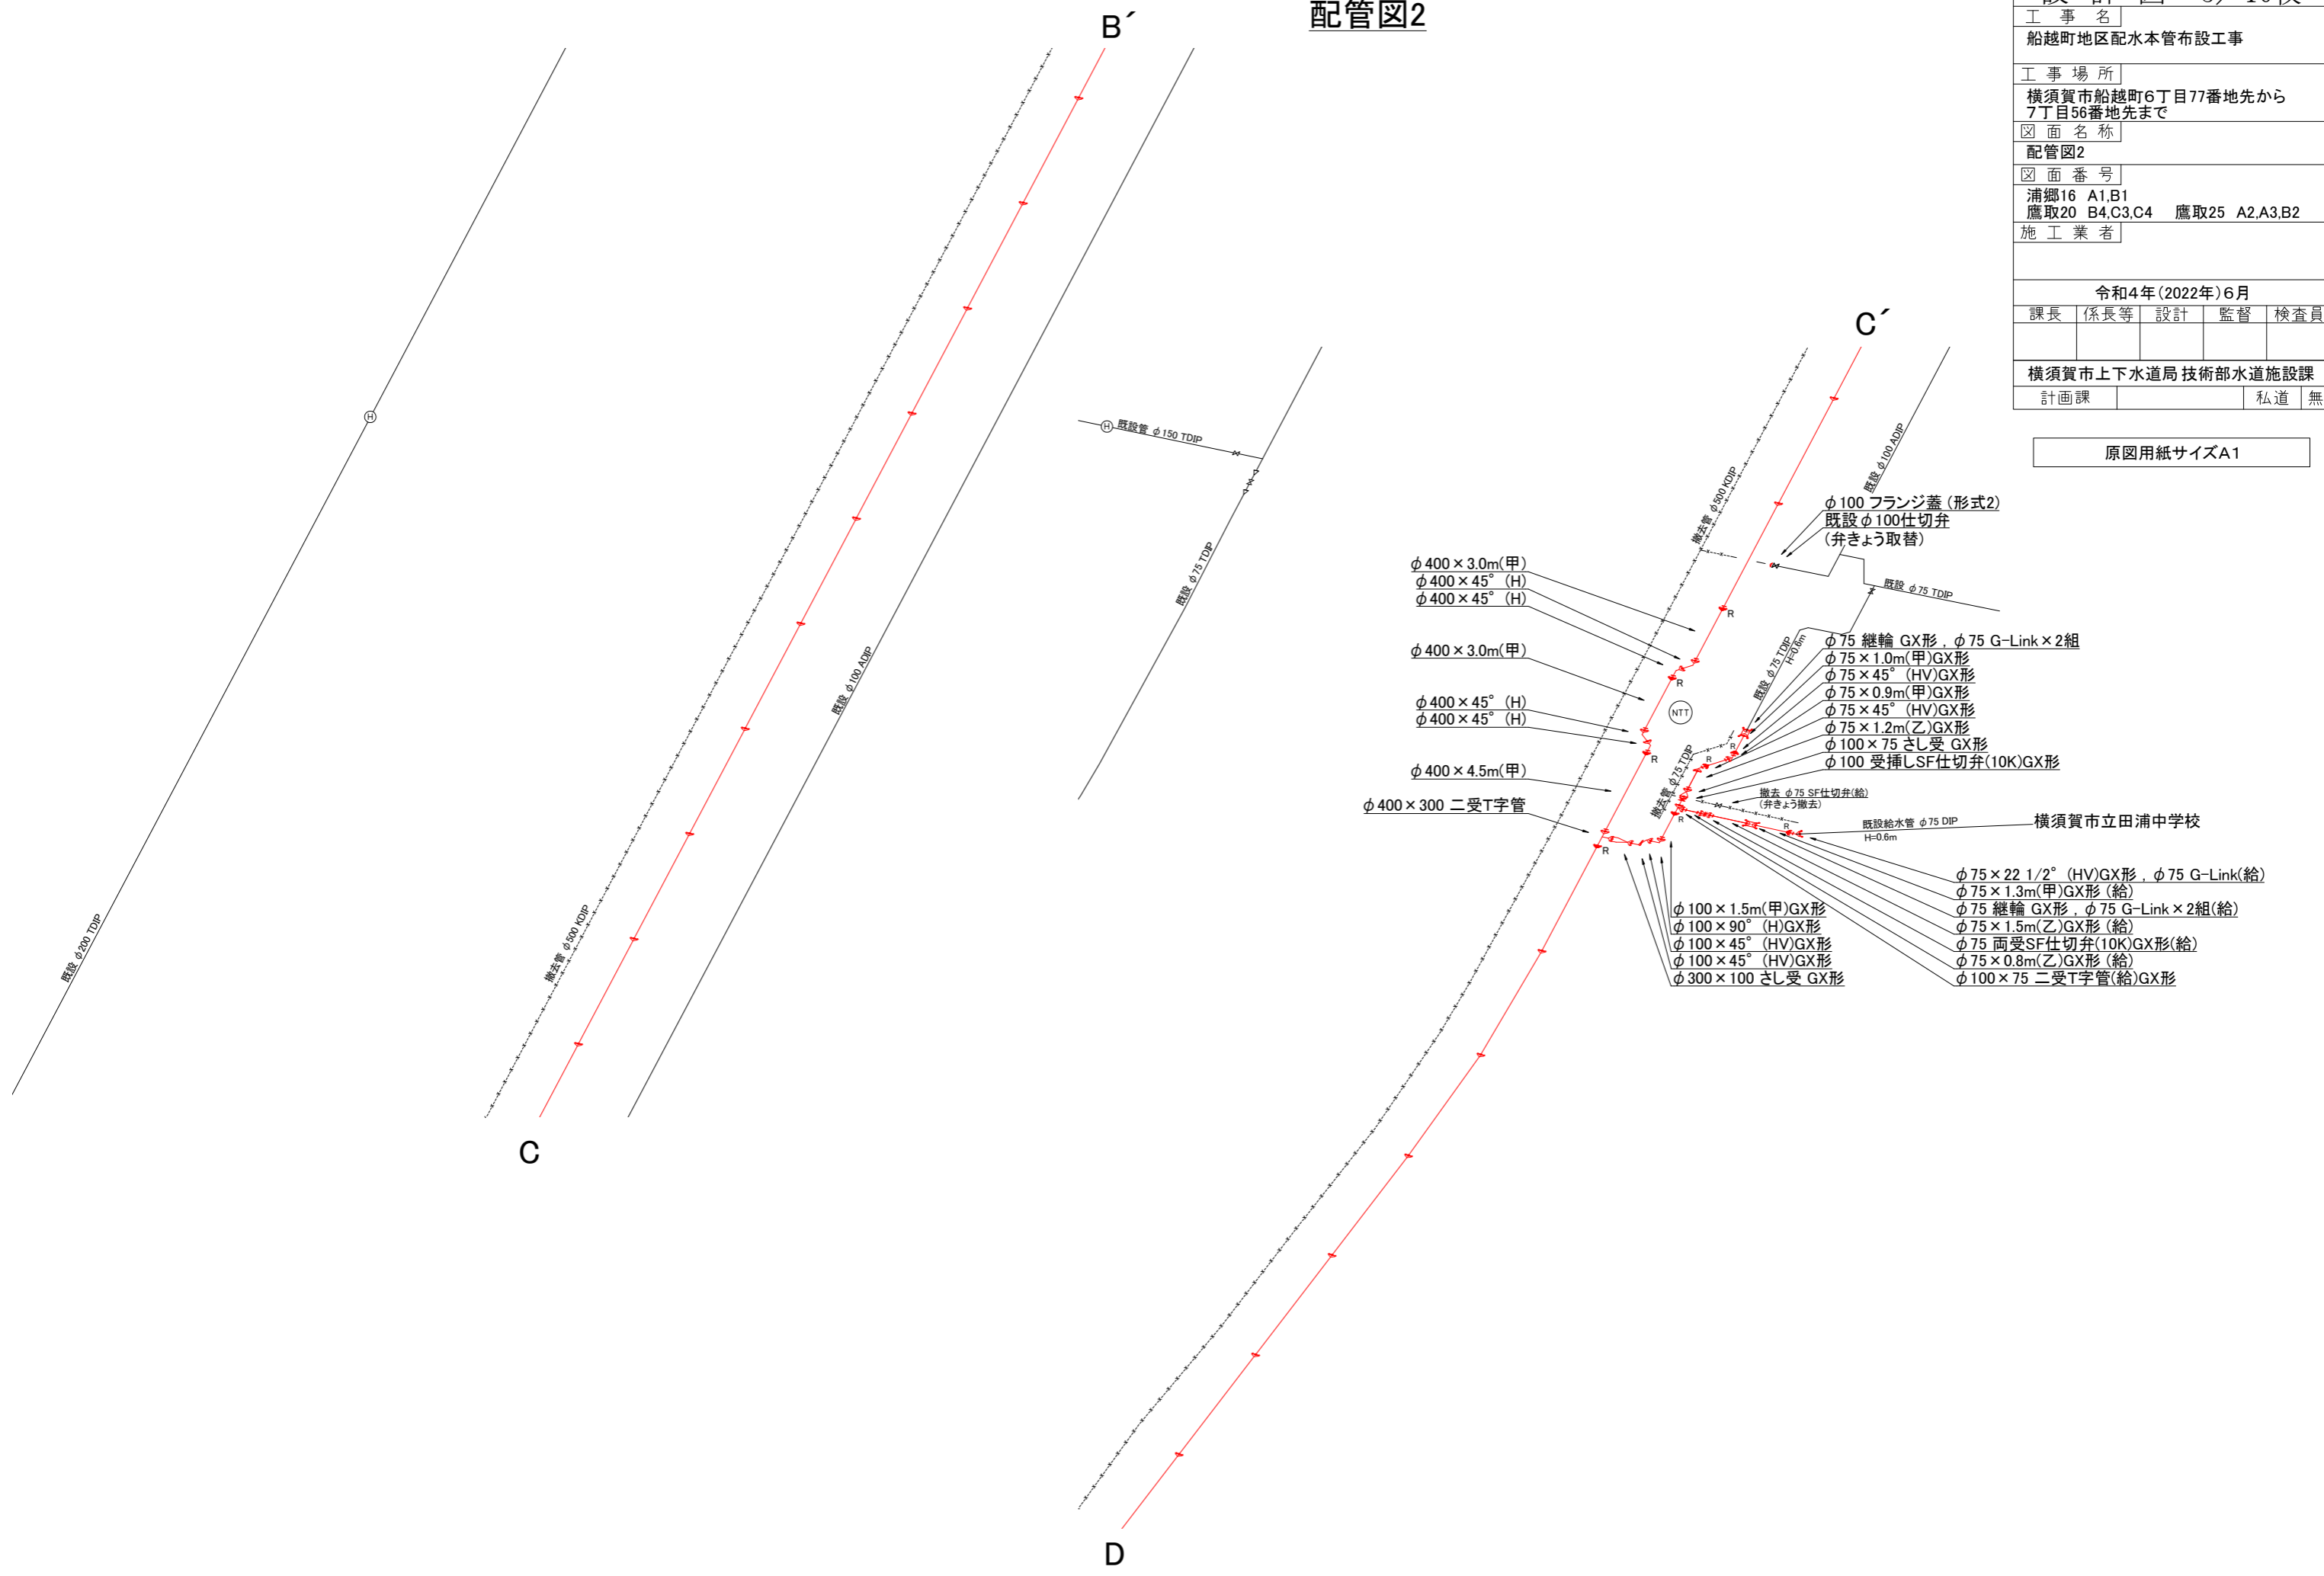 配管図2
工事名
船越町地区配水本管布設工事
工事場所
横須賀市船越町6丁目77番地先から
7丁目56番地先まで
図面名称
配管図2
図面番号
浦郷16 A1,B1
鷹取20 B4,C3,C4 鷹取25 A2,A3,B2
施工業者
令和4年(2022年)6月
課長 係長等 設計 監督 検査員
横須賀市上下水道局 技術部水道施設課
計画課 私道 無
原図用紙サイズA1
B´
C
C´
D
H
既設 φ200 TDIP
撤去管 φ500 KDIP
既設 φ100 ADIP
H
既設管 φ150 TDIP
既設 φ75 TDIP
撤去管 φ500 KDIP
既設 φ100 ADIP
φ100 フランジ蓋 (形式2)
既設φ100仕切弁
(弁きょう取替)
既設 φ75 TDIP
φ400×3.0m(甲)
φ400×45° (H)
φ400×45° (H)
φ400×3.0m(甲)
φ400×45° (H)
φ400×45° (H)
φ400×4.5m(甲)
φ400×300 二受T字管
R
R
R
R
NTT
既設 φ75 TDIP
H=0.6m
撤去管 φ75 TDIP
R
R
R
R
φ75 継輪 GX形 , φ75 G-Link×2組
φ75×1.0m(甲)GX形
φ75×45° (HV)GX形
φ75×0.9m(甲)GX形
φ75×45° (HV)GX形
φ75×1.2m(乙)GX形
φ100×75 さし受 GX形
φ100 受挿しSF仕切弁(10K)GX形
撤去 φ75 SF仕切弁(給)
(弁きょう撤去)
既設給水管 φ75 DIP
H=0.6m
横須賀市立田浦中学校
φ75×22 1/2° (HV)GX形 , φ75 G-Link(給)
φ75×1.3m(甲)GX形 (給)
φ75 継輪 GX形 , φ75 G-Link×2組(給)
φ75×1.5m(乙)GX形 (給)
φ75 両受SF仕切弁(10K)GX形(給)
φ75×0.8m(乙)GX形 (給)
φ100×75 二受T字管(給)GX形
φ100×1.5m(甲)GX形
φ100×90° (H)GX形
φ100×45° (HV)GX形
φ100×45° (HV)GX形
φ300×100 さし受 GX形